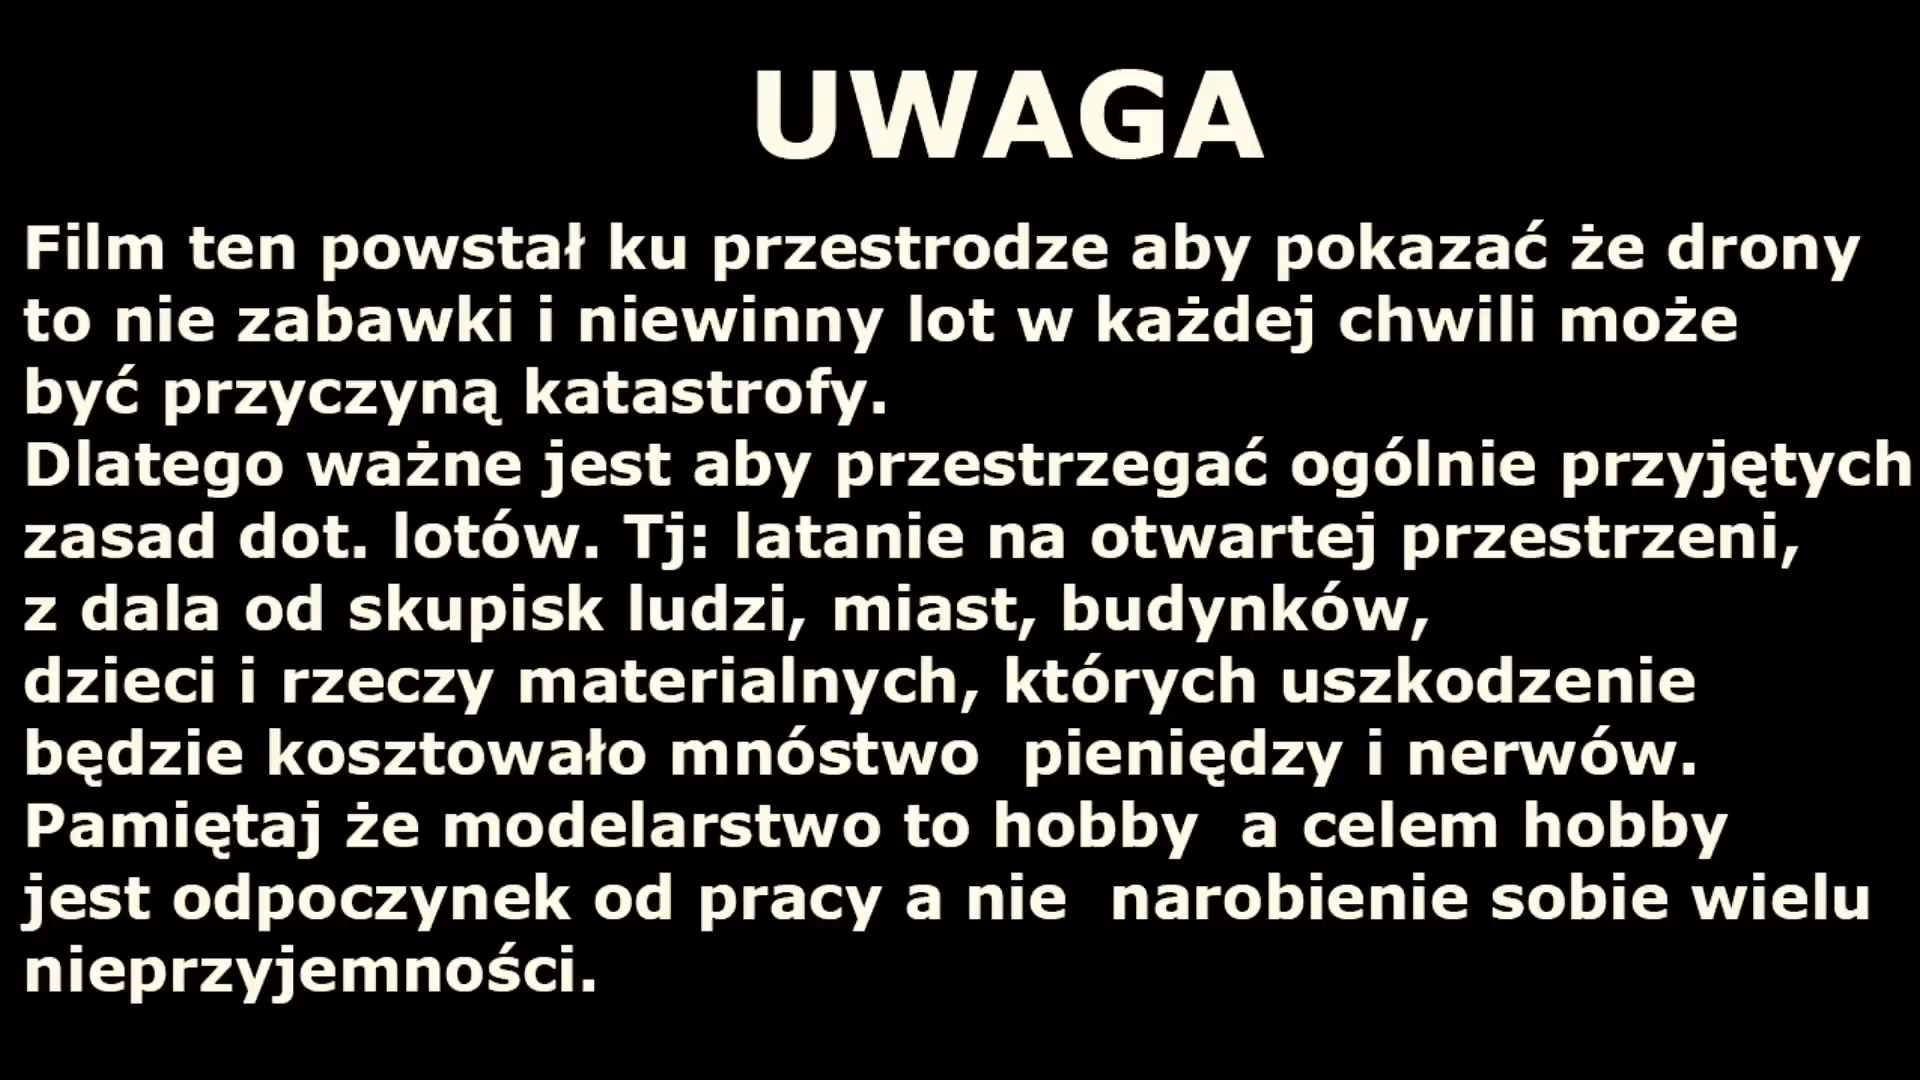 UWAGA
Film ten powstał ku przestrodze aby pokazać że drony
to nie zabawki i niewinny lot w każdej chwili może
być przyczyną katastrofy.
Dlatego ważne jest aby przestrzegać ogólnie przyjętych
zasad dot. lotów. Tj: latanie na otwartej przestrzeni,
z dala od skupisk ludzi, miast, budynków,
dzieci i rzeczy materialnych, których uszkodzenie
będzie kosztowało mnóstwo  pieniędzy i nerwów.
Pamiętaj że modelarstwo to hobby  a celem hobby
jest odpoczynek od pracy a nie  narobienie sobie wielu
nieprzyjemności.